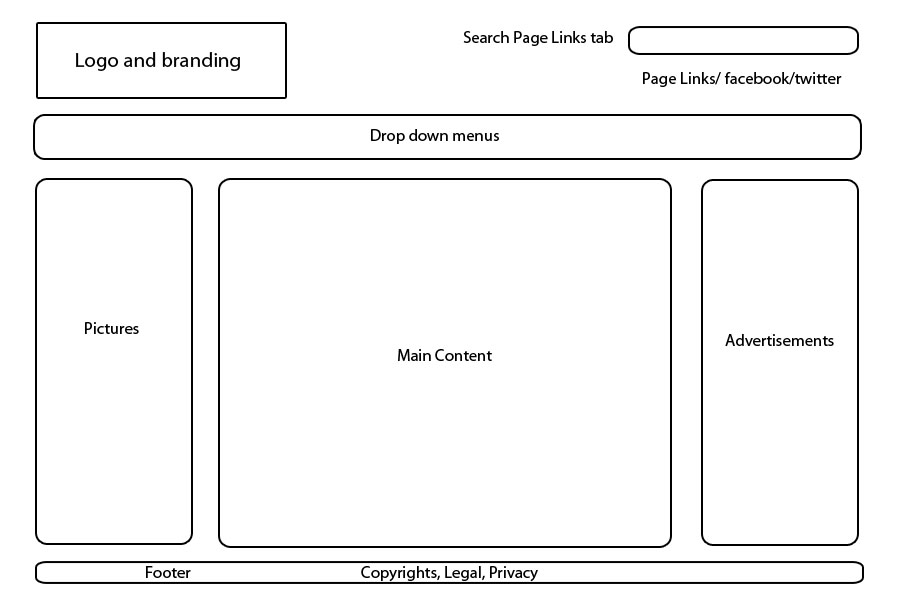 Logo and branding
Search Page Links tab
Page Links/ facebook/twitter
Drop down menus
Pictures
Main Content
Advertisements
Footer
Copyrights, Legal, Privacy